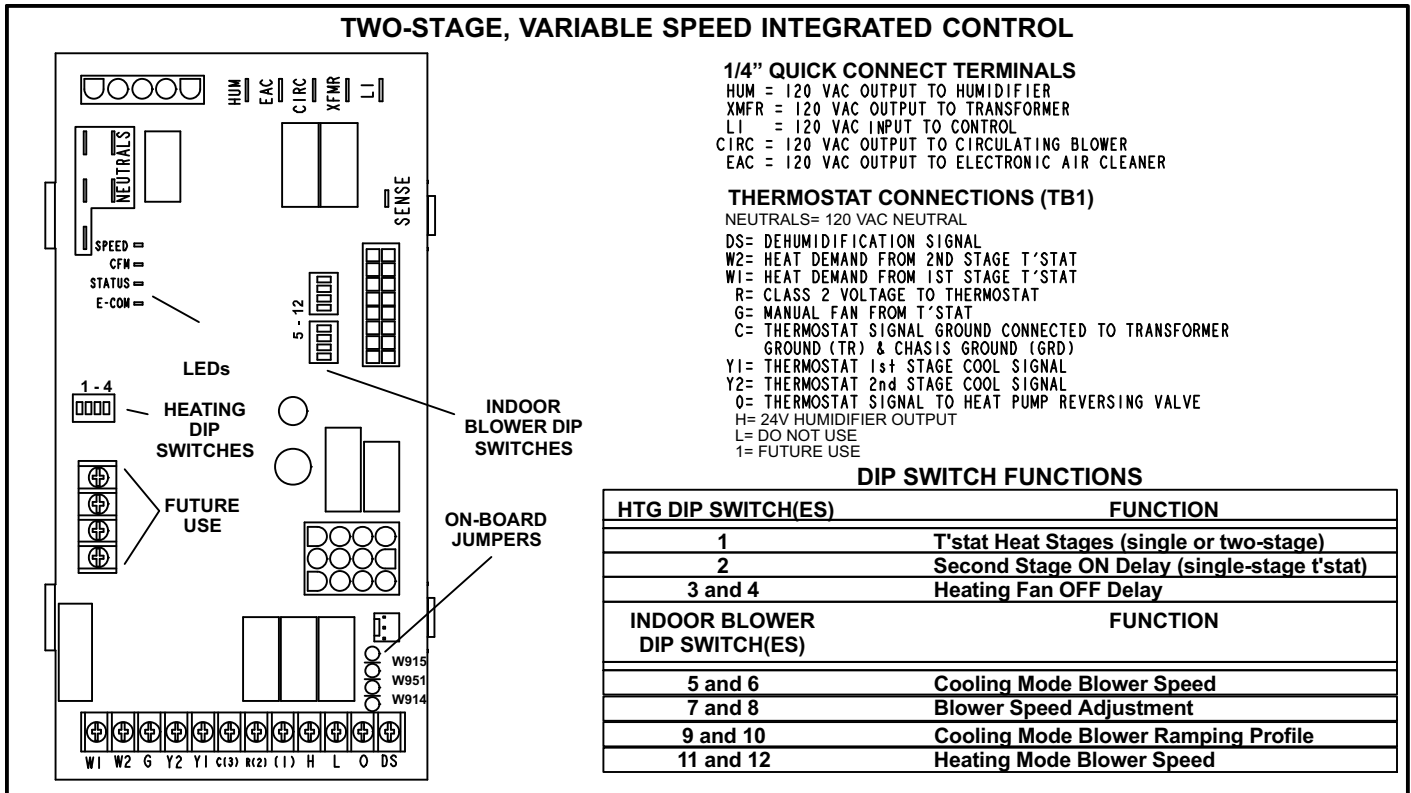 TWO-STAGE, VARIABLE SPEED INTEGRATED CONTROL
HUM
EAC
CIRC
XFMR
LI
NEUTRALS
SENSE
SPEED
CFM
STATUS
E-COM
LEDs
5 - 12
1 - 4
HEATING
DIP
SWITCHES
INDOOR
BLOWER DIP
SWITCHES
FUTURE
USE
ON-BOARD
JUMPERS
W915
W951
W914
W1 W2 G Y2 Y1 C(3) R(2) (1) H L O DS
1/4” QUICK CONNECT TERMINALS
HUM = 120 VAC OUTPUT TO HUMIDIFIER
XMFR = 120 VAC OUTPUT TO TRANSFORMER
LI = 120 VAC INPUT TO CONTROL
CIRC = 120 VAC OUTPUT TO CIRCULATING BLOWER
EAC = 120 VAC OUTPUT TO ELECTRONIC AIR CLEANER
THERMOSTAT CONNECTIONS (TB1)
NEUTRALS= 120 VAC NEUTRAL
DS= DEHUMIDIFICATION SIGNAL
W2= HEAT DEMAND FROM 2ND STAGE T'STAT
W1= HEAT DEMAND FROM 1ST STAGE T'STAT
R= CLASS 2 VOLTAGE TO THERMOSTAT
G= MANUAL FAN FROM T'STAT
C= THERMOSTAT SIGNAL GROUND CONNECTED TO TRANSFORMER
GROUND (TR) & CHASIS GROUND (GRD)
Y1= THERMOSTAT 1st STAGE COOL SIGNAL
Y2= THERMOSTAT 2nd STAGE COOL SIGNAL
O= THERMOSTAT SIGNAL TO HEAT PUMP REVERSING VALVE
H= 24V HUMIDIFIER OUTPUT
L= DO NOT USE
1= FUTURE USE
DIP SWITCH FUNCTIONS
HTG DIP SWITCH(ES) FUNCTION
1 T'stat Heat Stages (single or two-stage)
2 Second Stage ON Delay (single-stage t'stat)
3 and 4 Heating Fan OFF Delay
INDOOR BLOWER FUNCTION
DIP SWITCH(ES)
5 and 6 Cooling Mode Blower Speed
7 and 8 Blower Speed Adjustment
9 and 10 Cooling Mode Blower Ramping Profile
11 and 12 Heating Mode Blower Speed